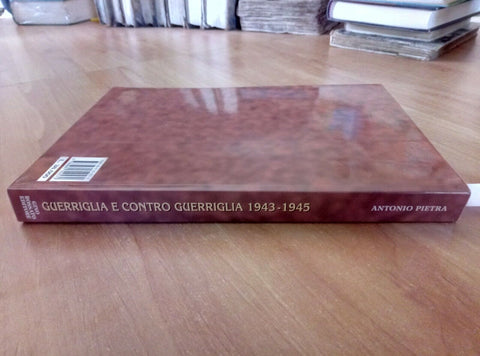 GUERRIGLIA E CONTRO GUERRIGLIA 1943-1945
ANTONIO PIETRA